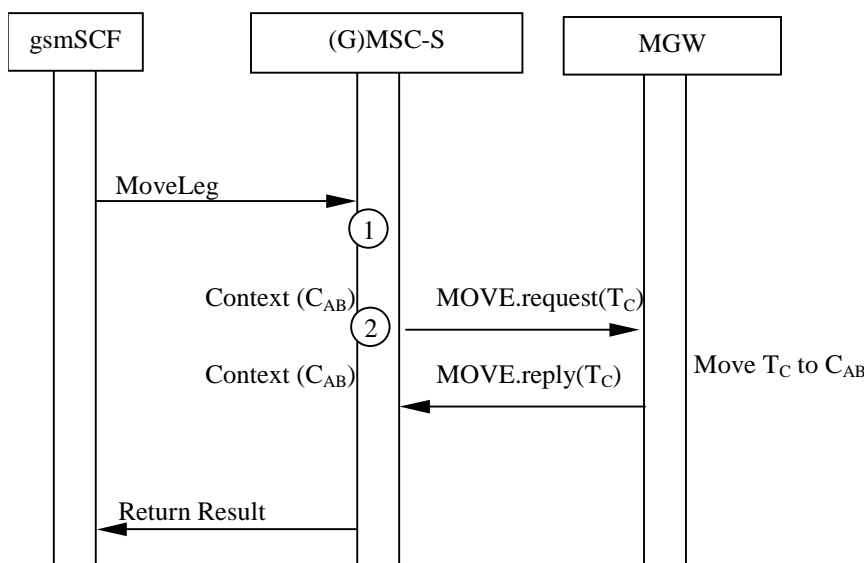 gsmSCF
(G)MSC-S
MGW
MoveLeg
1
Context (C_AB)
MOVE.request(T_C)
2
Context (C_AB)
MOVE.reply(T_C)
Move T_C to C_AB
Return Result